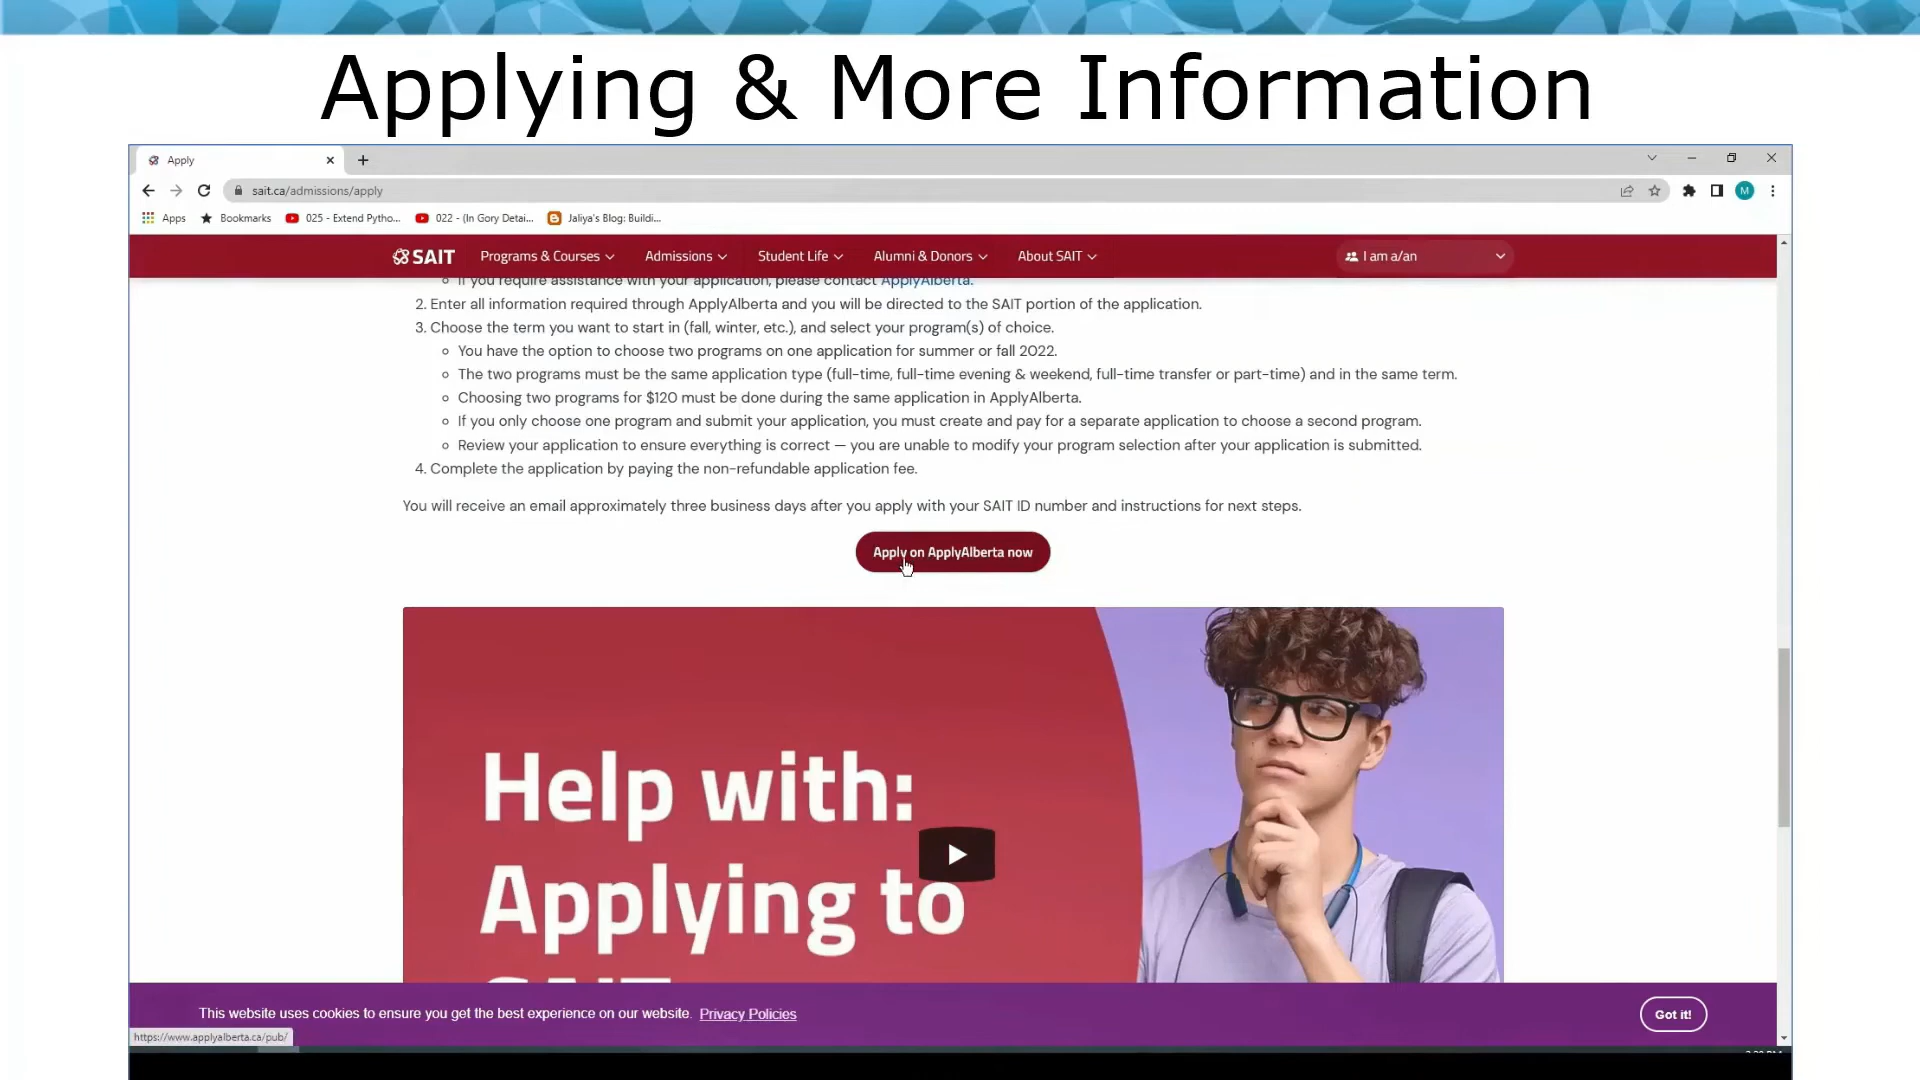 Applying & More Information
Apply
sait.ca/admissions/apply
M
Apps
Bookmarks
025 - Extend Pytho...
022 - (In Gory Detai...
Jaliya's Blog: Buildi...
SAIT
Programs & Courses
Admissions
Student Life
Alumni & Donors
About SAIT
I am a/an
If you require assistance with your application, please contact ApplyAlberta.
2. Enter all information required through ApplyAlberta and you will be directed to the SAIT portion of the application.
3. Choose the term you want to start in (fall, winter, etc.), and select your program(s) of choice.
You have the option to choose two programs on one application for summer or fall 2022.
The two programs must be the same application type (full-time, full-time evening & weekend, full-time transfer or part-time) and in the same term.
Choosing two programs for $120 must be done during the same application in ApplyAlberta.
If you only choose one program and submit your application, you must create and pay for a separate application to choose a second program.
Review your application to ensure everything is correct — you are unable to modify your program selection after your application is submitted.
4. Complete the application by paying the non-refundable application fee.
You will receive an email approximately three business days after you apply with your SAIT ID number and instructions for next steps.
Apply on ApplyAlberta now
Help with:
Applying to
This website uses cookies to ensure you get the best experience on our website. Privacy Policies
Got it!
https://www.applyalberta.ca/pub/